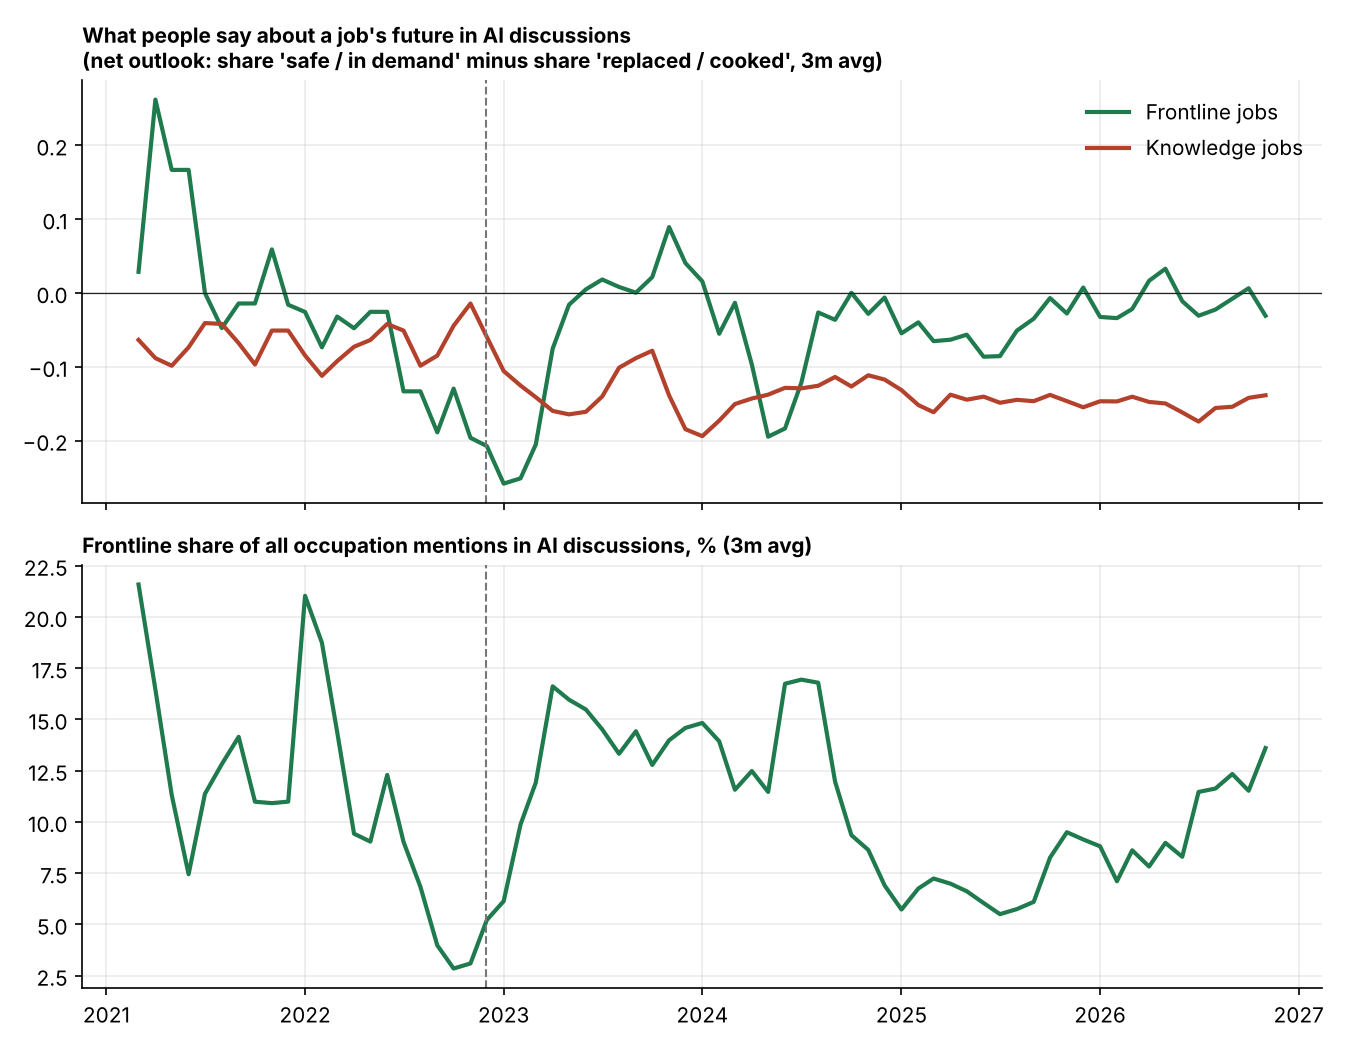 What people say about a job's future in AI discussions
(net outlook: share 'safe / in demand' minus share 'replaced / cooked', 3m avg)
Frontline jobs
Knowledge jobs
0.2
0.1
0.0
−0.1
−0.2
Frontline share of all occupation mentions in AI discussions, % (3m avg)
22.5
20.0
17.5
15.0
12.5
10.0
7.5
5.0
2.5
2021 2022 2023 2024 2025 2026 2027